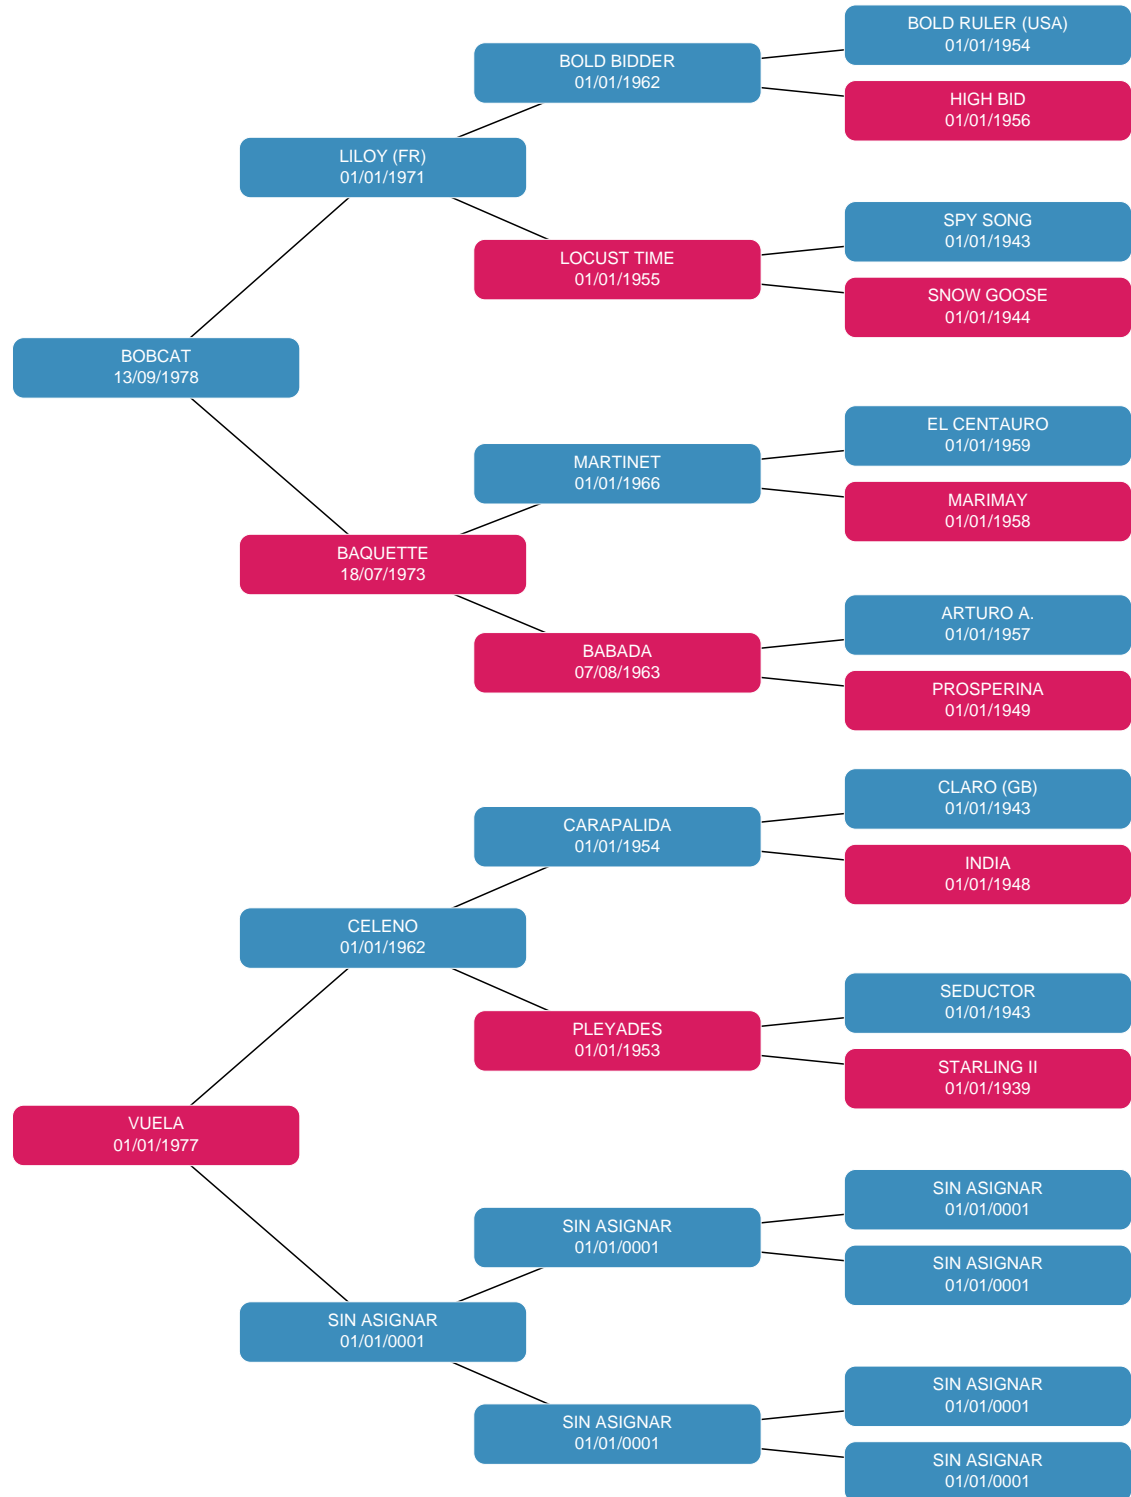 BOLD RULER (USA)
01/01/1954
BOLD BIDDER
01/01/1962
HIGH BID
01/01/1956
LILOY (FR)
01/01/1971
SPY SONG
01/01/1943
LOCUST TIME
01/01/1955
SNOW GOOSE
01/01/1944
BOBCAT
13/09/1978
EL CENTAURO
01/01/1959
MARTINET
01/01/1966
MARIMAY
01/01/1958
BAQUETTE
18/07/1973
ARTURO A.
01/01/1957
BABADA
07/08/1963
PROSPERINA
01/01/1949
CLARO (GB)
01/01/1943
CARAPALIDA
01/01/1954
INDIA
01/01/1948
CELENO
01/01/1962
SEDUCTOR
01/01/1943
PLEYADES
01/01/1953
STARLING II
01/01/1939
VUELA
01/01/1977
SIN ASIGNAR
01/01/0001
SIN ASIGNAR
01/01/0001
SIN ASIGNAR
01/01/0001
SIN ASIGNAR
01/01/0001
SIN ASIGNAR
01/01/0001
SIN ASIGNAR
01/01/0001
SIN ASIGNAR
01/01/0001